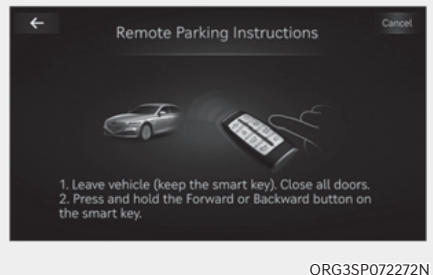 Remote Parking Instructions
Cancel
1. Leave vehicle (keep the smart key). Close all doors.
2. Press and hold the Forward or Backward button on
the smart key.
ORG3SP072272N